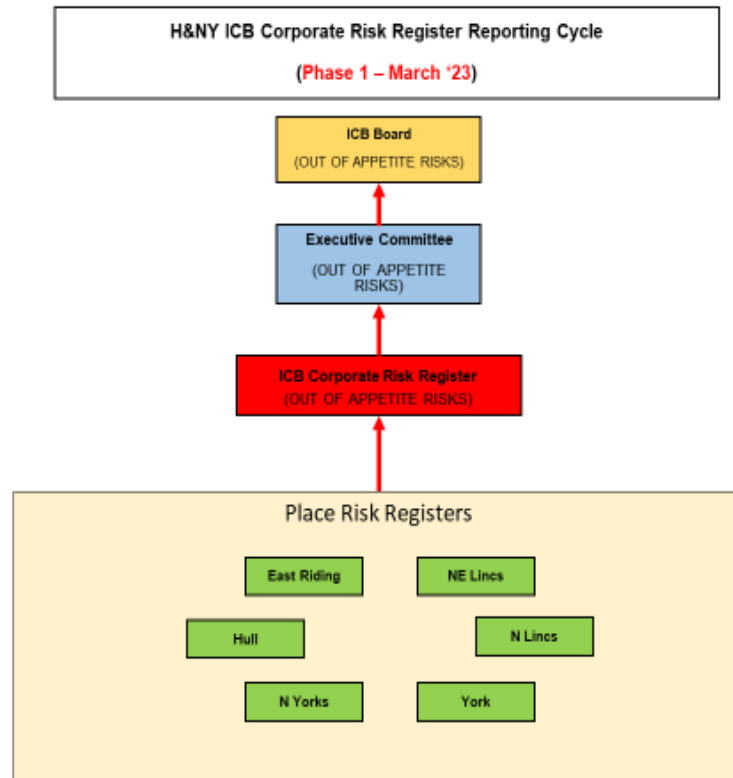 H&NY ICB Corporate Risk Register Reporting Cycle
(Phase 1 – March ‘23)
ICB Board
(OUT OF APPETITE RISKS)
Executive Committee
(OUT OF APPETITE
RISKS)
ICB Corporate Risk Register
(OUT OF APPETITE RISKS)
Place Risk Registers
East Riding
NE Lincs
Hull
N Lincs
N Yorks
York